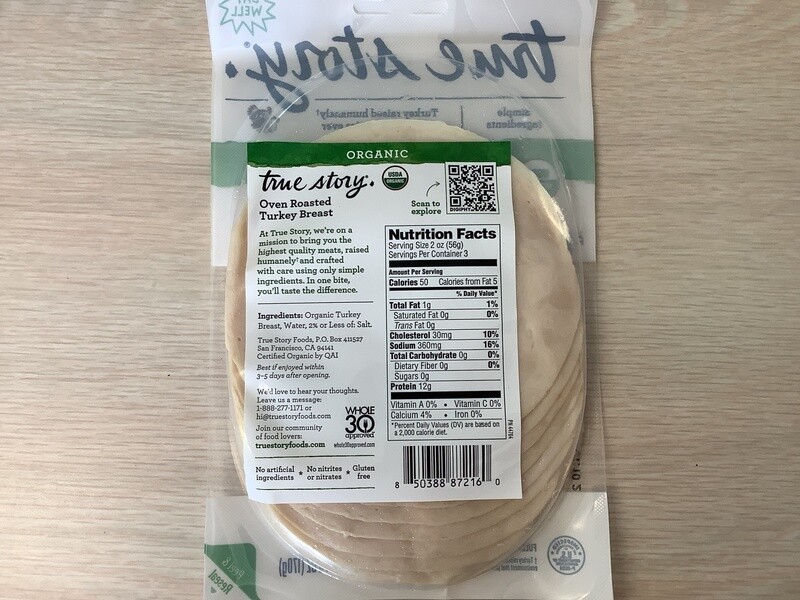 EAT
WELL
true story.
Turkey raised humanely†
simple
ingredients
ORGANIC
true story.
USDA
ORGANIC
Oven Roasted
Turkey Breast
Scan to
explore
DIGIPHY
At True Story, we're on a
mission to bring you the
highest quality meats, raised
humanely† and crafted
with care using only simple
ingredients. In one bite,
you'll taste the difference.
Ingredients: Organic Turkey
Breast, Water, 2% or Less of: Salt.
True Story Foods, P.O. Box 411527
San Francisco, CA 94141
Certified Organic by QAI
Best if enjoyed within
3-5 days after opening.
We'd love to hear your thoughts.
Leave us a message:
1-888-277-1171 or
hi@truestoryfoods.com
Join our community
of food lovers:
truestoryfoods.com
WHOLE
30
approved
whole30approved.com
No artificial
ingredients
* No nitrites
or nitrates
* Gluten
free
Nutrition Facts
Serving Size 2 oz (56g)
Servings Per Container 3
Amount Per Serving
Calories 50 Calories from Fat 5
% Daily Value*
Total Fat 1g 1%
Saturated Fat 0g 0%
Trans Fat 0g
Cholesterol 30mg 10%
Sodium 360mg 16%
Total Carbohydrate 0g 0%
Dietary Fiber 0g 0%
Sugars 0g
Protein 12g
Vitamin A 0% • Vitamin C 0%
Calcium 4% • Iron 0%
*Percent Daily Values (DV) are based on
a 2,000 calorie diet.
8 50388 87216 0
Peel &
Reseal
(170g)
INSPECTED